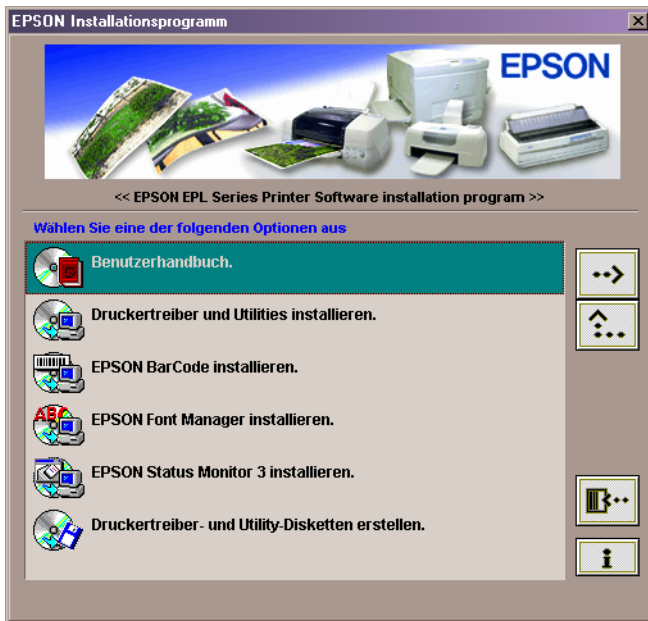 EPSON Installationsprogramm
EPSON
<< EPSON EPL Series Printer Software installation program >>
Wählen Sie eine der folgenden Optionen aus
Benutzerhandbuch.
Druckertreiber und Utilities installieren.
EPSON BarCode installieren.
ABC
EPSON Font Manager installieren.
EPSON Status Monitor 3 installieren.
Druckertreiber- und Utility-Disketten erstellen.
i